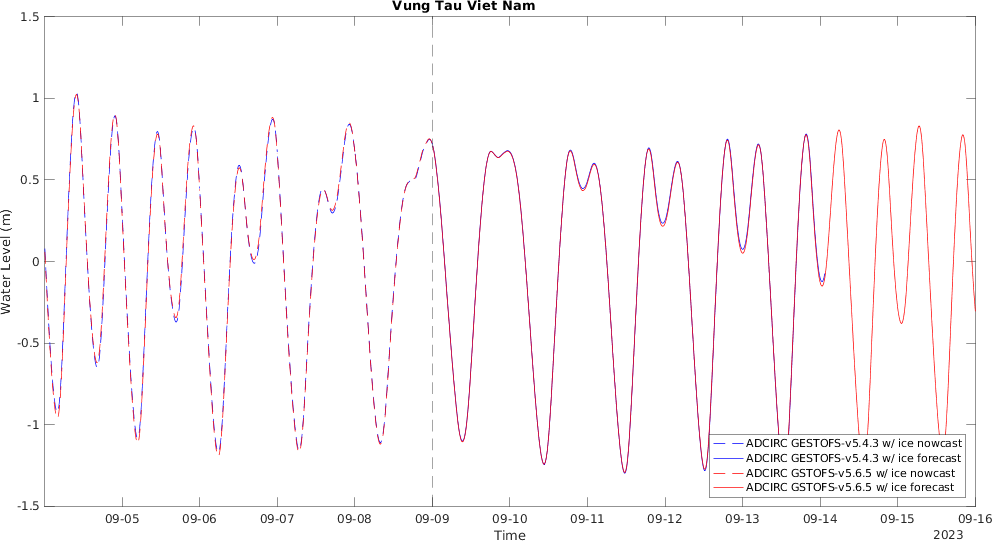 Vung Tau Viet Nam
1.5
1
0.5
0
-0.5
-1
-1.5
Water Level (m)
ADCIRC GESTOFS-v5.4.3 w/ ice nowcast
ADCIRC GESTOFS-v5.4.3 w/ ice forecast
ADCIRC GSTOFS-v5.6.5 w/ ice nowcast
ADCIRC GSTOFS-v5.6.5 w/ ice forecast
09-05 09-06 09-07 09-08 09-09 09-10 09-11 09-12 09-13 09-14 09-15 09-16
Time
2023